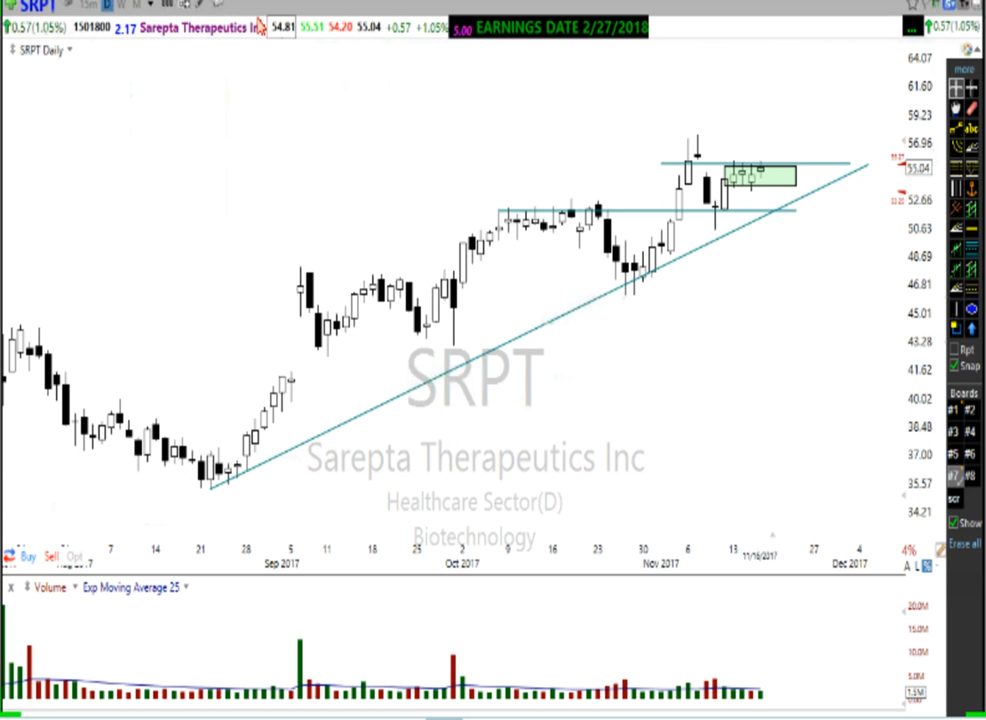 SRPT 15m D W M
0.57(1.05%) 1501800 2.17 Sarepta Therapeutics In 54.81 55.51 54.20 55.04 +0.57 +1.05% 5.00 EARNINGS DATE 2/27/2018 ... 0.57(1.05%)
SRPT Daily
more
64.07
61.60
59.23
56.96
55.04
52.66
50.63
48.69
46.81
45.01
43.28
41.62
40.02
38.48
37.00
35.57
34.21
abc
Rpt
Snap
Boards
#1 #2
#3 #4
#5 #6
#7 #8
scr
Show
Erase all
SRPT
Sarepta Therapeutics Inc
Healthcare Sector(D)
Biotechnology
Buy Sell Opt
7 14 21 28 5 11 18 25 2 9 16 23 30 6 13 11/16/2017 27 4 4%
2017 Sep 2017 Oct 2017 Nov 2017 Dec 2017 A L %
X Volume Exp Moving Average 25
20.0M
15.0M
10.0M
5.0M
1.5M